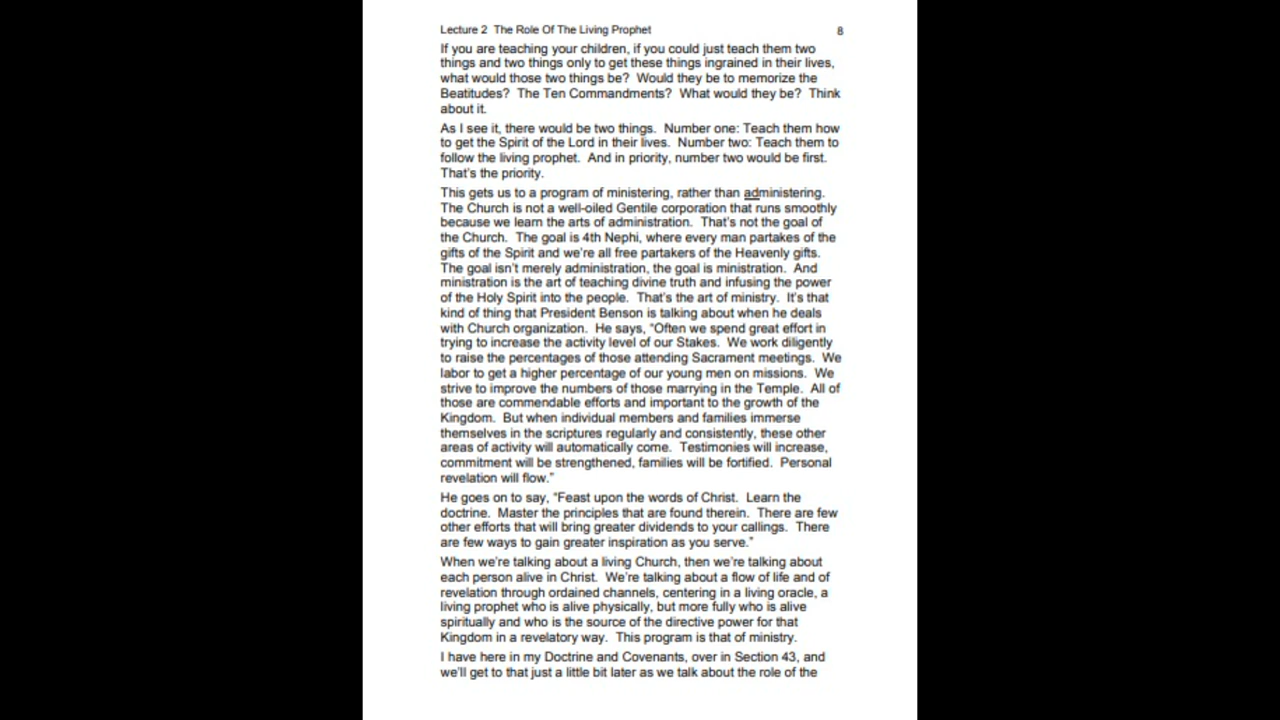 Lecture 2  The Role Of The Living Prophet 8
If you are teaching your children, if you could just teach them two
things and two things only to get these things ingrained in their lives,
what would those two things be?  Would they be to memorize the
Beatitudes?  The Ten Commandments?  What would they be?  Think
about it.
As I see it, there would be two things.  Number one: Teach them how
to get the Spirit of the Lord in their lives.  Number two: Teach them to
follow the living prophet.  And in priority, number two would be first.
That's the priority.
This gets us to a program of ministering, rather than administering.
The Church is not a well-oiled Gentile corporation that runs smoothly
because we learn the arts of administration.  That's not the goal of
the Church.  The goal is 4th Nephi, where every man partakes of the
gifts of the Spirit and we're all free partakers of the Heavenly gifts.
The goal isn't merely administration, the goal is ministration.  And
ministration is the art of teaching divine truth and infusing the power
of the Holy Spirit into the people.  That's the art of ministry.  It's that
kind of thing that President Benson is talking about when he deals
with Church organization.  He says, "Often we spend great effort in
trying to increase the activity level of our Stakes.  We work diligently
to raise the percentages of those attending Sacrament meetings.  We
labor to get a higher percentage of our young men on missions.  We
strive to improve the numbers of those marrying in the Temple.  All of
those are commendable efforts and important to the growth of the
Kingdom.  But when individual members and families immerse
themselves in the scriptures regularly and consistently, these other
areas of activity will automatically come.  Testimonies will increase,
commitment will be strengthened, families will be fortified.  Personal
revelation will flow."
He goes on to say, "Feast upon the words of Christ.  Learn the
doctrine.  Master the principles that are found therein.  There are few
other efforts that will bring greater dividends to your callings.  There
are few ways to gain greater inspiration as you serve."
When we're talking about a living Church, then we're talking about
each person alive in Christ.  We're talking about a flow of life and of
revelation through ordained channels, centering in a living oracle, a
living prophet who is alive physically, but more fully who is alive
spiritually and who is the source of the directive power for that
Kingdom in a revelatory way.  This program is that of ministry.
I have here in my Doctrine and Covenants, over in Section 43, and
we'll get to that just a little bit later as we talk about the role of the